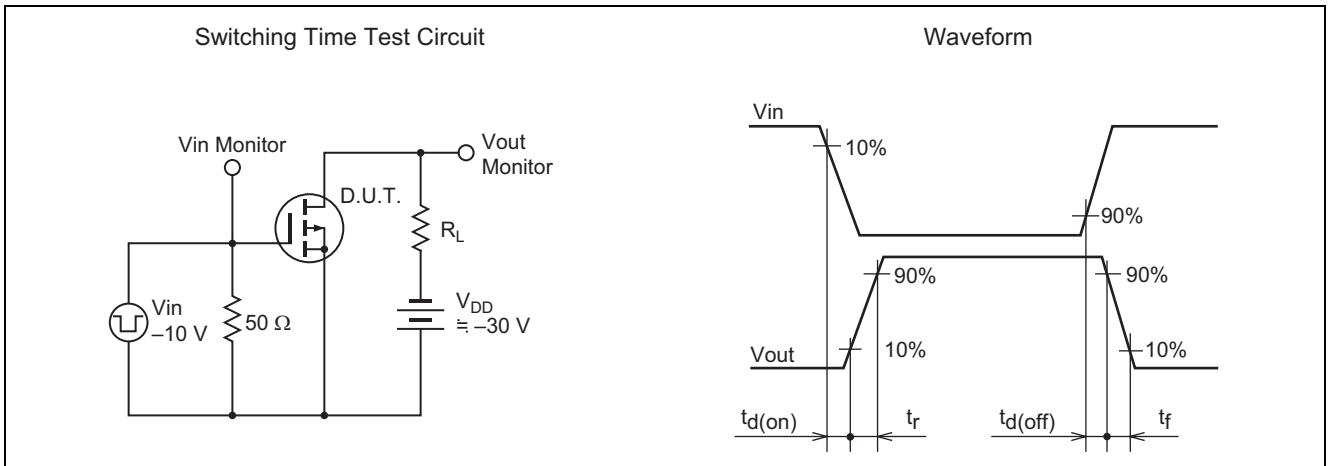 Switching Time Test Circuit
Vin Monitor
D.U.T.
Vout
Monitor
RL
Vin
–10 V
50 Ω
VDD
≒ –30 V
Waveform
Vin
10%
90%
90%
90%
Vout
10%
10%
td(on)
tr
td(off)
tf